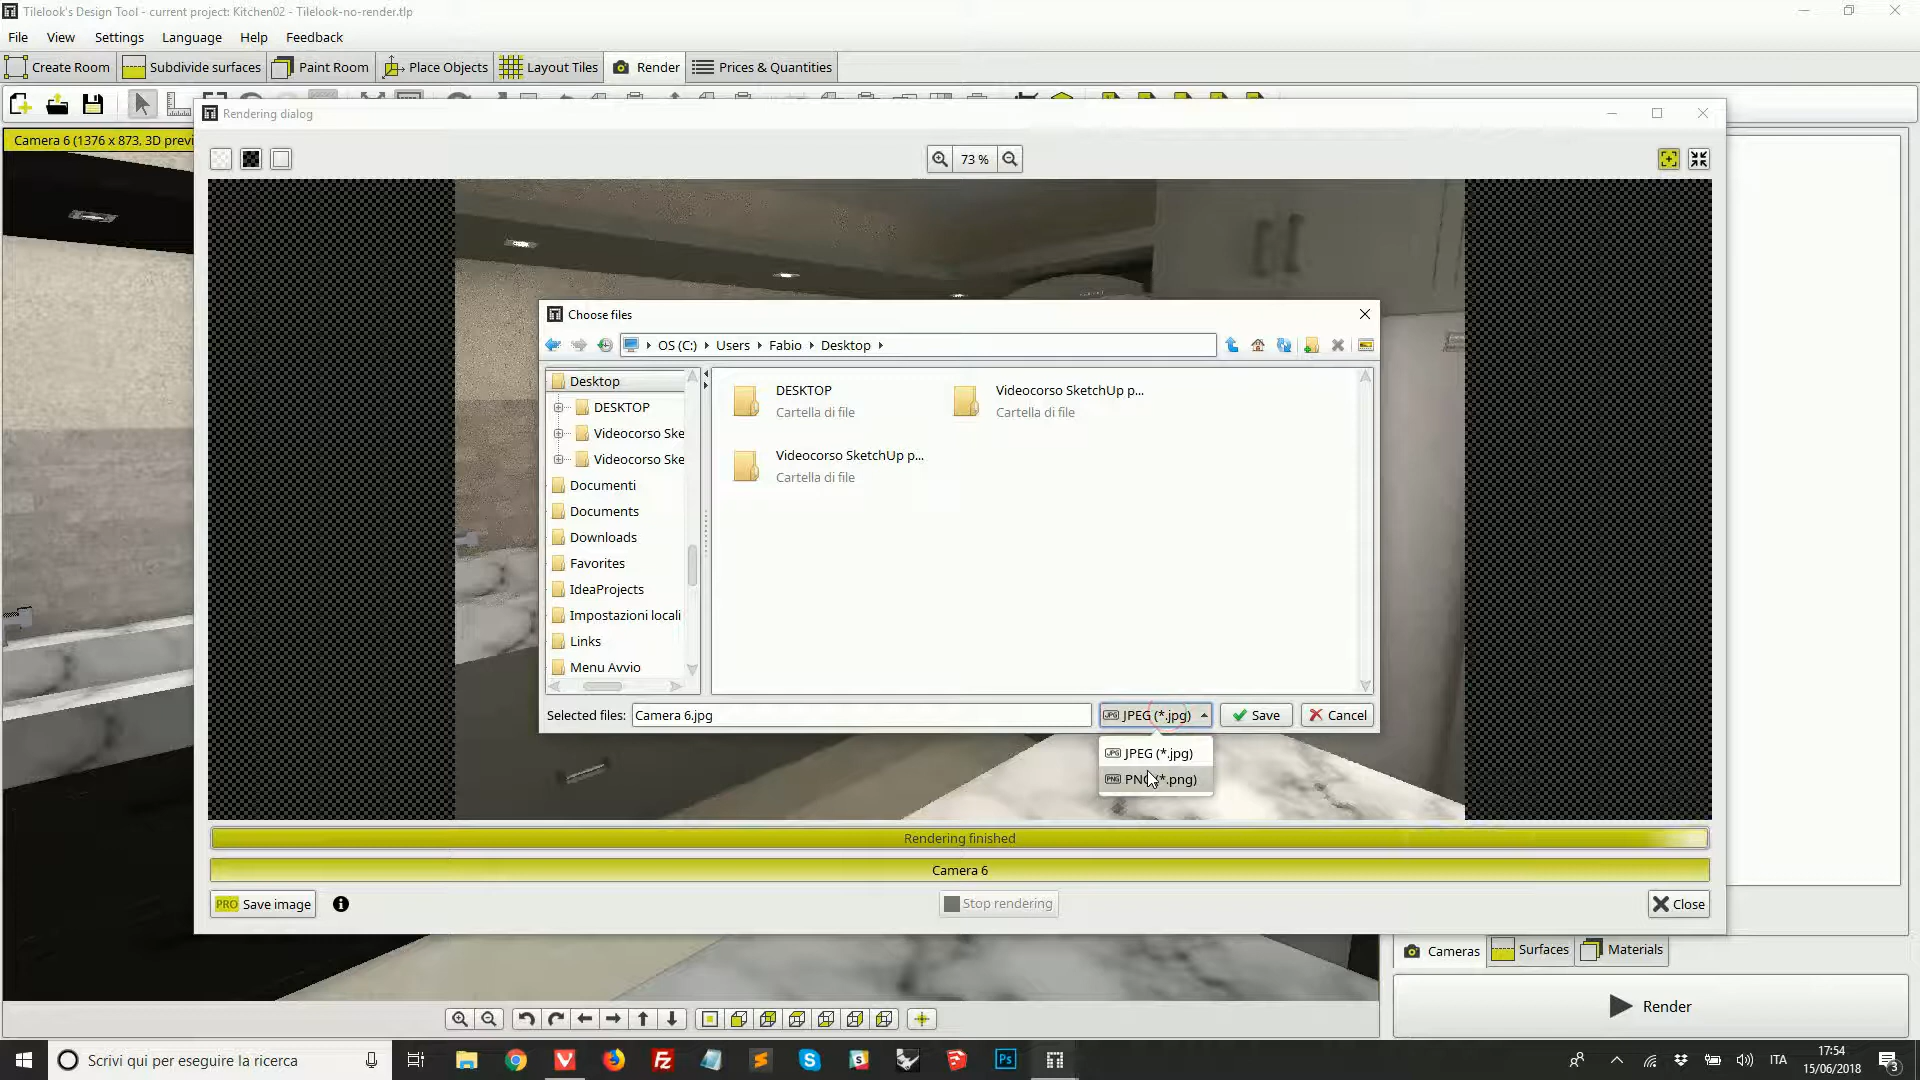 Tilelook's Design Tool - current project: Kitchen02 - Tilelook-no-render.tlp
File View Settings Language Help Feedback
Create Room Subdivide surfaces Paint Room Place Objects Layout Tiles Render Prices & Quantities
Rendering dialog
Camera 6 (1376 x 873, 3D previ
73 %
Choose files
OS (C:) Users Fabio Desktop
Desktop
DESKTOP
Videocorso Ske
Videocorso Ske
Documenti
Documents
Downloads
Favorites
IdeaProjects
Impostazioni locali
Links
Menu Avvio
DESKTOP
Cartella di file
Videocorso SketchUp p...
Cartella di file
Videocorso SketchUp p...
Cartella di file
Selected files: Camera 6.jpg JPG JPEG (*.jpg) Save Cancel
JPG JPEG (*.jpg)
PNG PNG (*.png)
Rendering finished
Camera 6
PRO Save image Stop rendering Close
Cameras Surfaces Materials
Render
Scrivi qui per eseguire la ricerca
Ps
ITA
17:54
15/06/2018
3